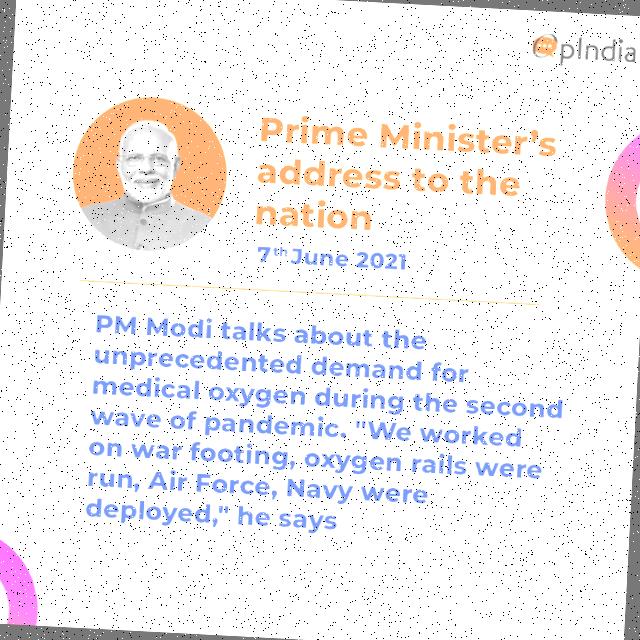 OpIndia
Prime Minister's
address to the
nation
7th June 2021
PM Modi talks about the
unprecedented demand for
medical oxygen during the second
wave of pandemic. "We worked
on war footing, oxygen rails were
run, Air Force, Navy were
deployed," he says